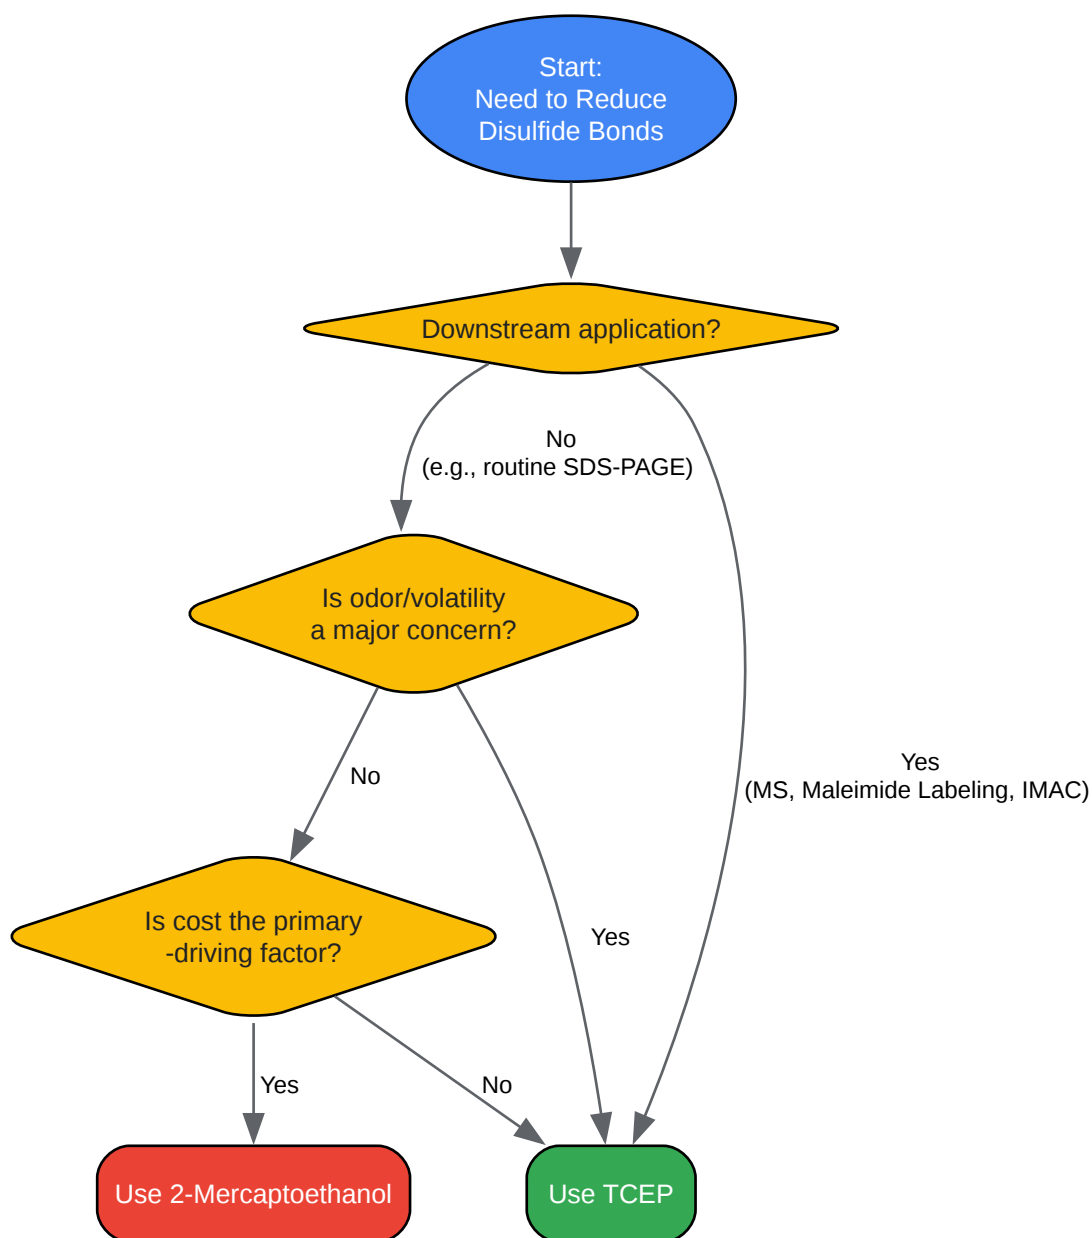 Start:
Need to Reduce
Disulfide Bonds
Downstream application?
No
(e.g., routine SDS-PAGE)
Is odor/volatility
a major concern?
Yes
(MS, Maleimide Labeling, IMAC)
No
Is cost the primary
-driving factor?
Yes
Yes
No
Use 2-Mercaptoethanol
Use TCEP